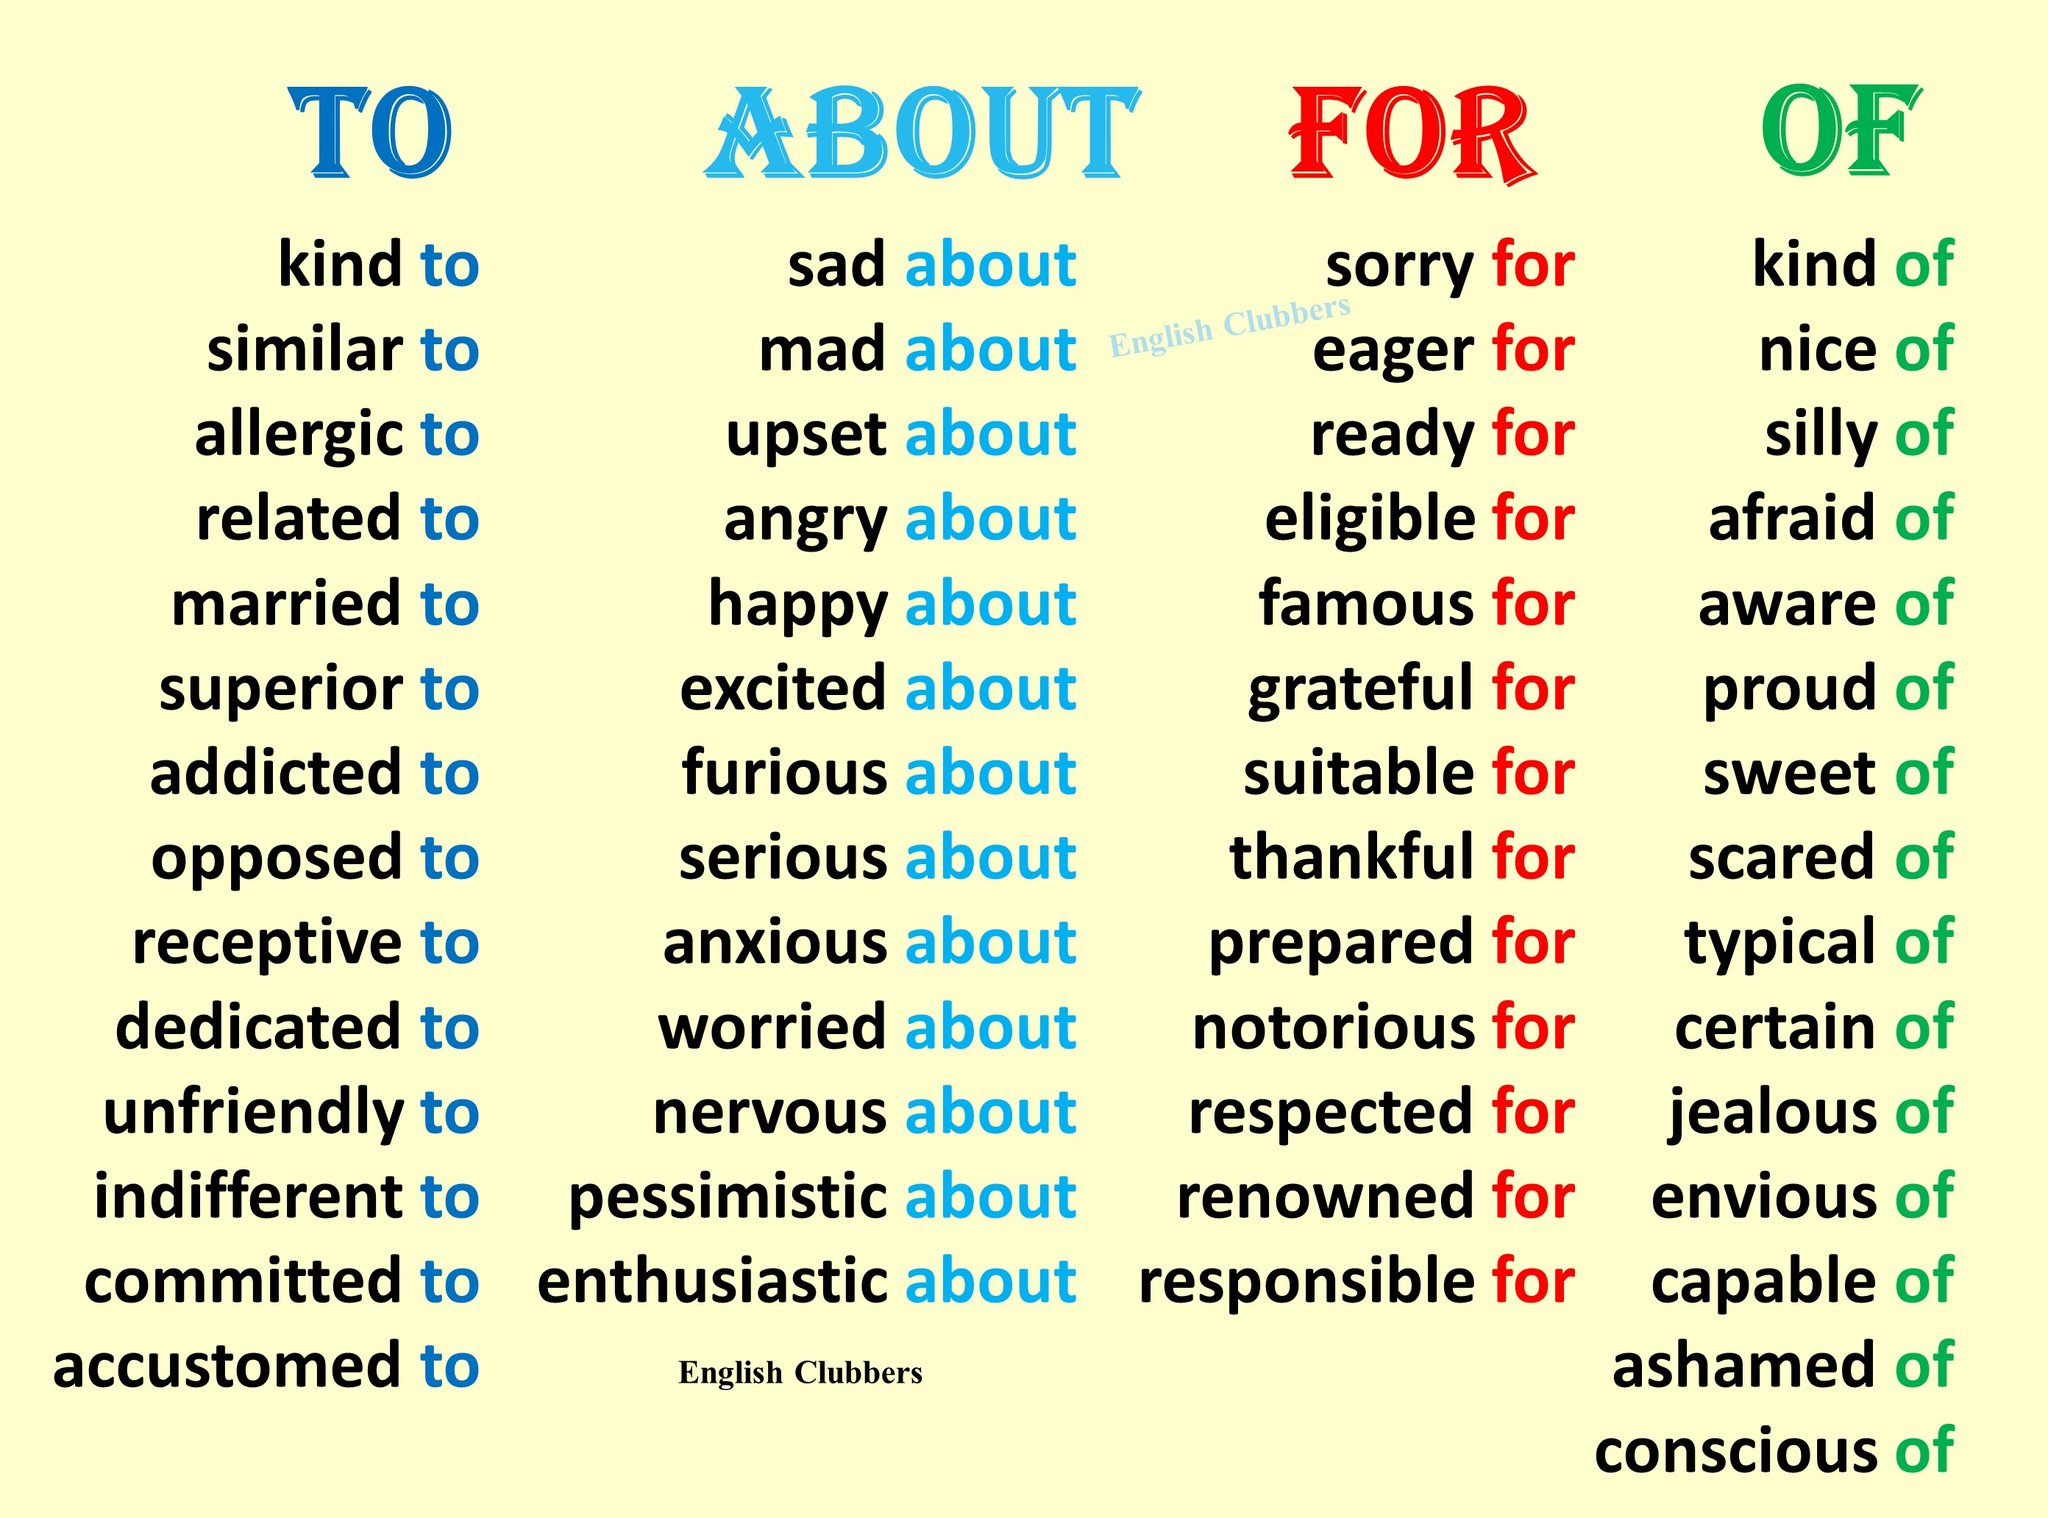 TO
kind to
similar to
allergic to
related to
married to
superior to
addicted to
opposed to
receptive to
dedicated to
unfriendly to
indifferent to
committed to
accustomed to
ABOUT
sad about
mad about
upset about
angry about
happy about
excited about
furious about
serious about
anxious about
worried about
nervous about
pessimistic about
enthusiastic about
English Clubbers
English Clubbers
FOR
sorry for
eager for
ready for
eligible for
famous for
grateful for
suitable for
thankful for
prepared for
notorious for
respected for
renowned for
responsible for
OF
kind of
nice of
silly of
afraid of
aware of
proud of
sweet of
scared of
typical of
certain of
jealous of
envious of
capable of
ashamed of
conscious of